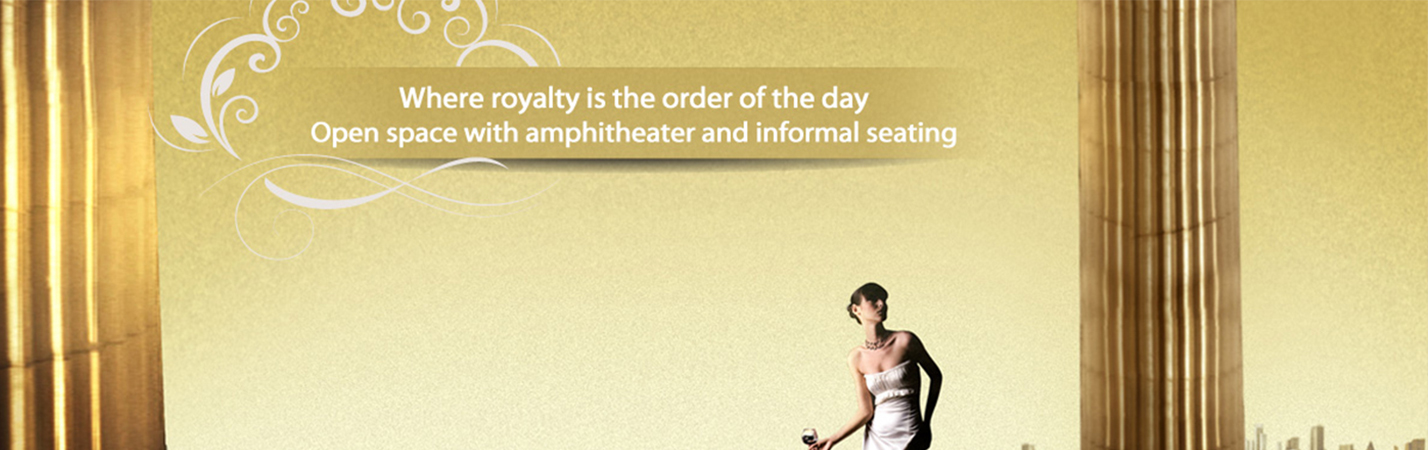 Where royalty is the order of the day
Open space with amphitheater and informal seating